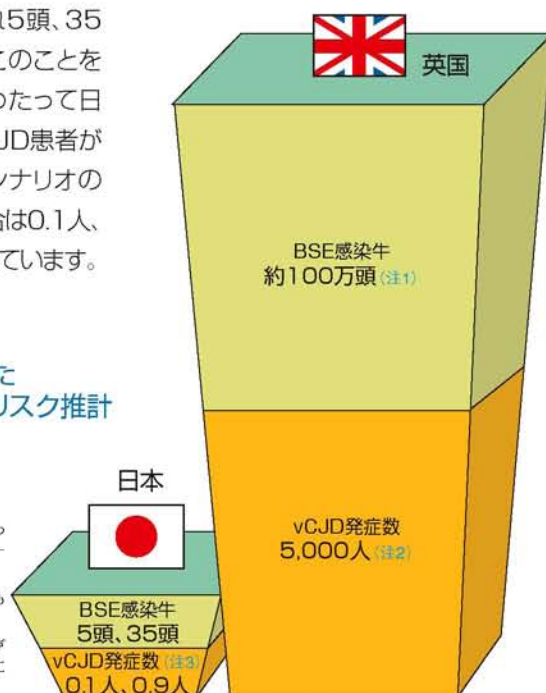 5頭、35
このことを
わたって日
JD患者が
シナリオの
合は0.1人、
ています。
た
リスク推計
英国
BSE感染牛
約100万頭(注1)
vCJD発症数
5,000人(注2)
日本
BSE感染牛
5頭、35頭
vCJD発症数(注3)
0.1人、0.9人